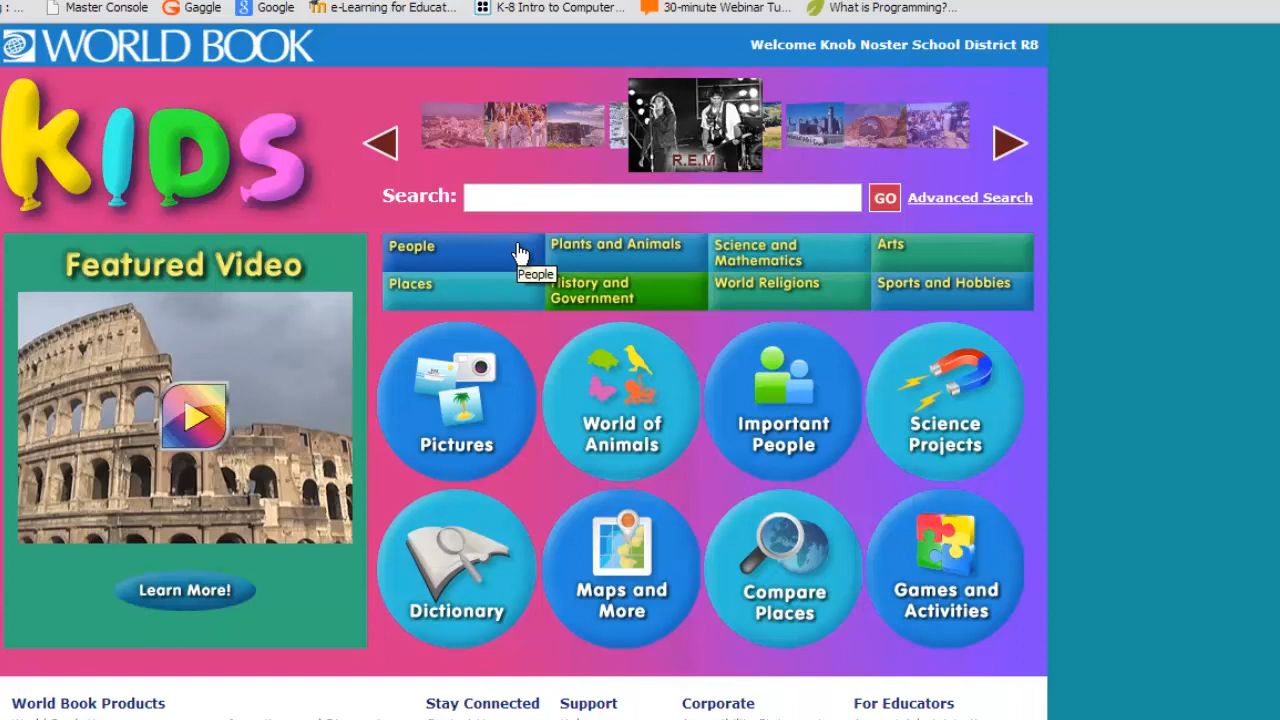 Master Console
Gaggle
Google
e-Learning for Educat...
K-8 Intro to Computer...
30-minute Webinar Tu...
What is Programming?...
WORLD BOOK
Welcome Knob Noster School District R8
KIDS
R.E.M
Search:
GO
Advanced Search
People
Plants and Animals
Science and
Mathematics
Arts
People
Places
History and
Government
World Religions
Sports and Hobbies
Featured Video
Learn More!
Pictures
World of
Animals
Important
People
Science
Projects
Dictionary
Maps and
More
Compare
Places
Games and
Activities
World Book Products
Stay Connected
Support
Corporate
For Educators